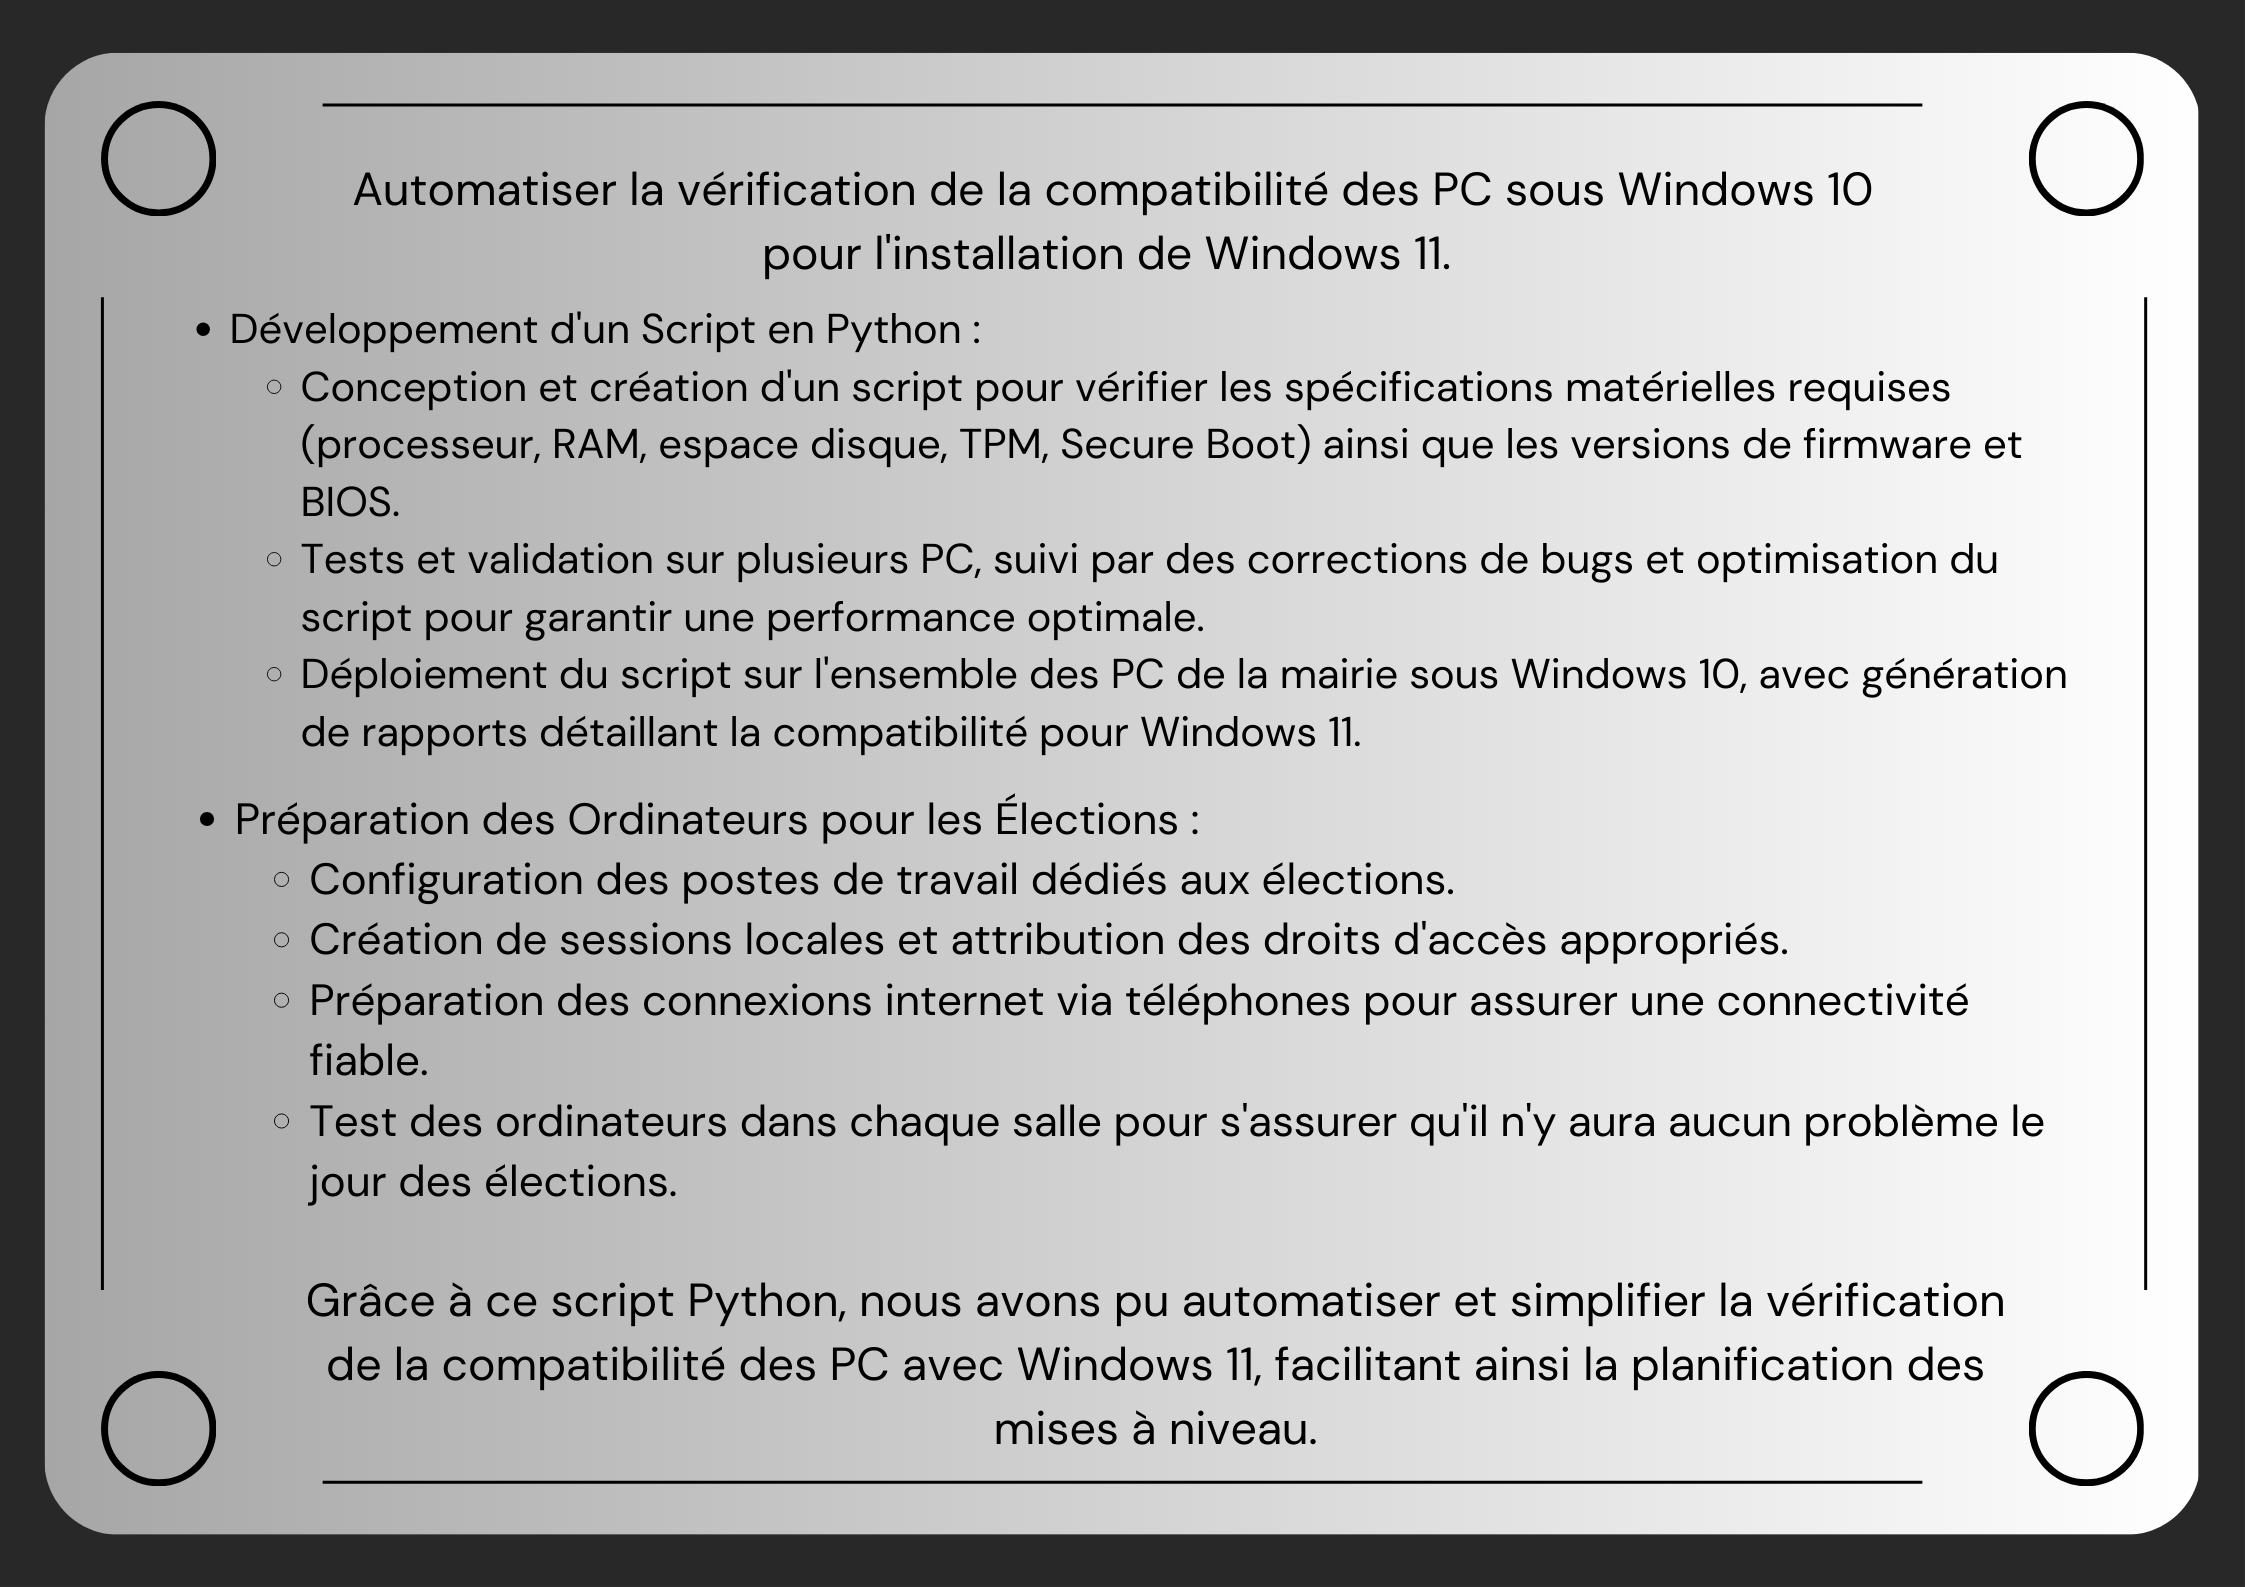 Automatiser la vérification de la compatibilité des PC sous Windows 10
pour l'installation de Windows 11.
• Développement d'un Script en Python :
◦ Conception et création d'un script pour vérifier les spécifications matérielles requises
(processeur, RAM, espace disque, TPM, Secure Boot) ainsi que les versions de firmware et
BIOS.
◦ Tests et validation sur plusieurs PC, suivi par des corrections de bugs et optimisation du
script pour garantir une performance optimale.
◦ Déploiement du script sur l'ensemble des PC de la mairie sous Windows 10, avec génération
de rapports détaillant la compatibilité pour Windows 11.
• Préparation des Ordinateurs pour les Élections :
◦ Configuration des postes de travail dédiés aux élections.
◦ Création de sessions locales et attribution des droits d'accès appropriés.
◦ Préparation des connexions internet via téléphones pour assurer une connectivité
fiable.
◦ Test des ordinateurs dans chaque salle pour s'assurer qu'il n'y aura aucun problème le
jour des élections.
Grâce à ce script Python, nous avons pu automatiser et simplifier la vérification
de la compatibilité des PC avec Windows 11, facilitant ainsi la planification des
mises à niveau.